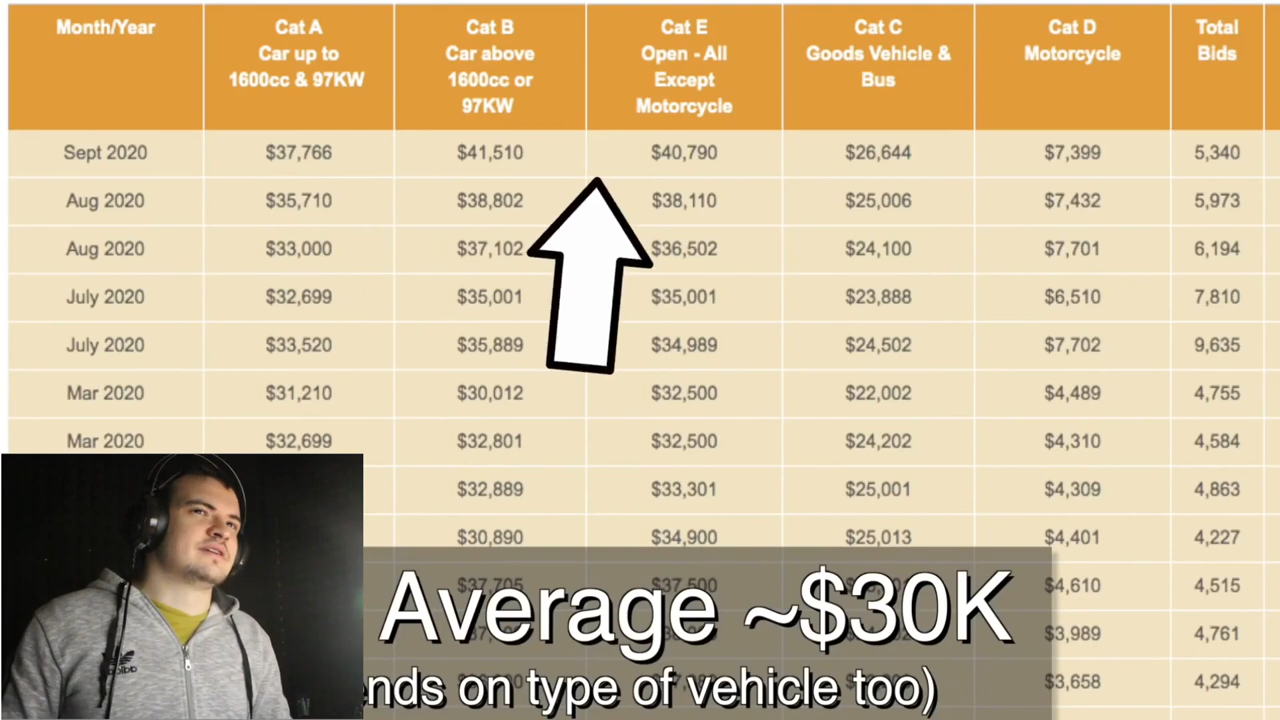 Month/Year
Cat A
Car up to
1600cc & 97KW
Cat B
Car above
1600cc or
97KW
Cat E
Open - All
Except
Motorcycle
Cat C
Goods Vehicle &
Bus
Cat D
Motorcycle
Total
Bids
Sept 2020 $37,766 $41,510 $40,790 $26,644 $7,399 5,340
Aug 2020 $35,710 $38,802 $38,110 $25,006 $7,432 5,973
Aug 2020 $33,000 $37,102 $36,502 $24,100 $7,701 6,194
July 2020 $32,699 $35,001 $35,001 $23,888 $6,510 7,810
July 2020 $33,520 $35,889 $34,989 $24,502 $7,702 9,635
Mar 2020 $31,210 $30,012 $32,500 $22,002 $4,489 4,755
Mar 2020 $32,699 $32,801 $32,500 $24,202 $4,310 4,584
$32,889 $33,301 $25,001 $4,309 4,863
$30,890 $34,900 $25,013 $4,401 4,227
$37,705 $37,500 $4,610 4,515
$3,989 4,761
$3,658 4,294
Average ~$30K
ends on type of vehicle too)
adidas